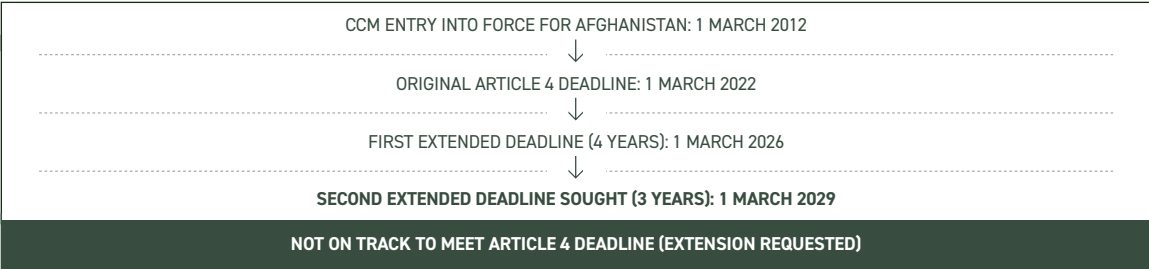 CCM ENTRY INTO FORCE FOR AFGHANISTAN: 1 MARCH 2012
ORIGINAL ARTICLE 4 DEADLINE: 1 MARCH 2022
FIRST EXTENDED DEADLINE (4 YEARS): 1 MARCH 2026
SECOND EXTENDED DEADLINE SOUGHT (3 YEARS): 1 MARCH 2029
NOT ON TRACK TO MEET ARTICLE 4 DEADLINE (EXTENSION REQUESTED)